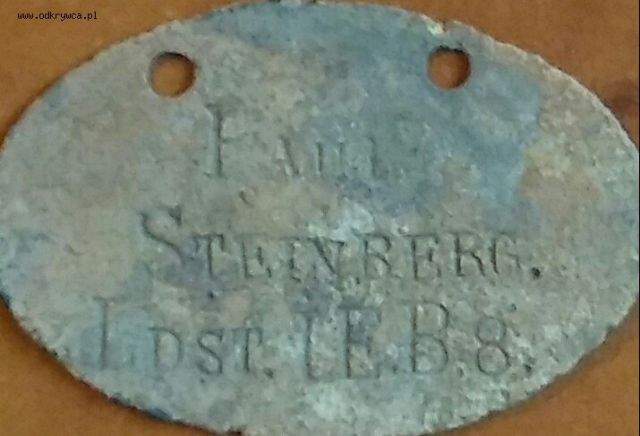 www.odkrywca.pl
PAUL
STEINBERG.
LDST. I E.B.8.